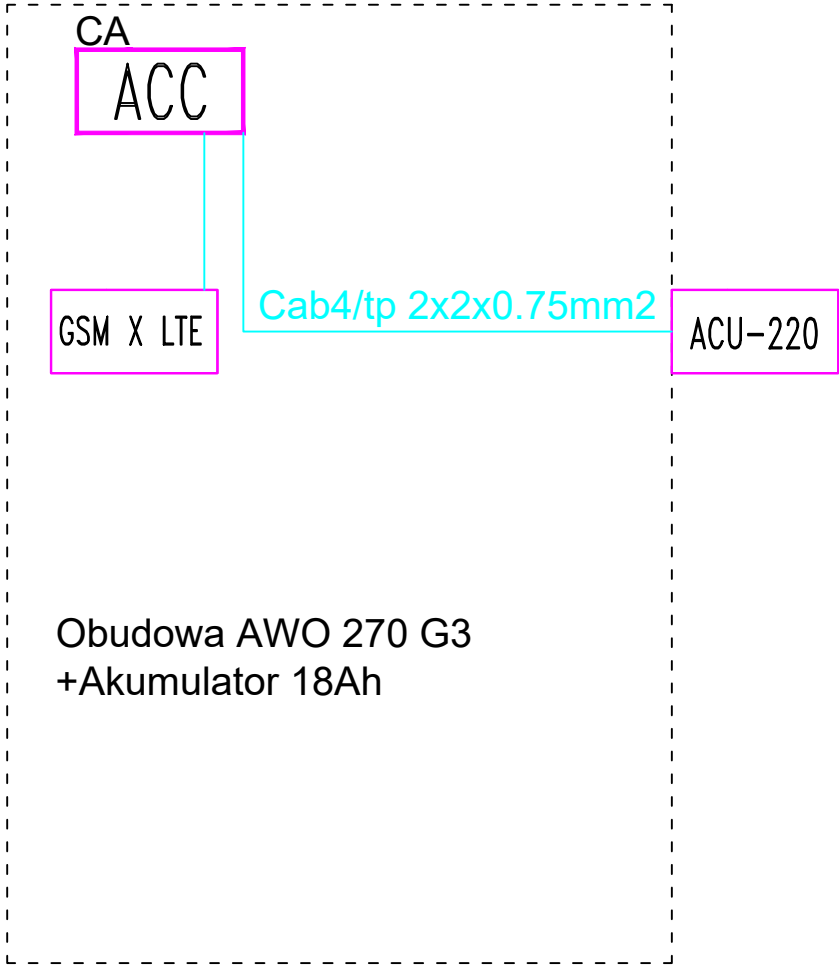 CA
ACC
GSM X LTE
Cab4/tp 2x2x0.75mm2
ACU-220
Obudowa AWO 270 G3
+Akumulator 18Ah